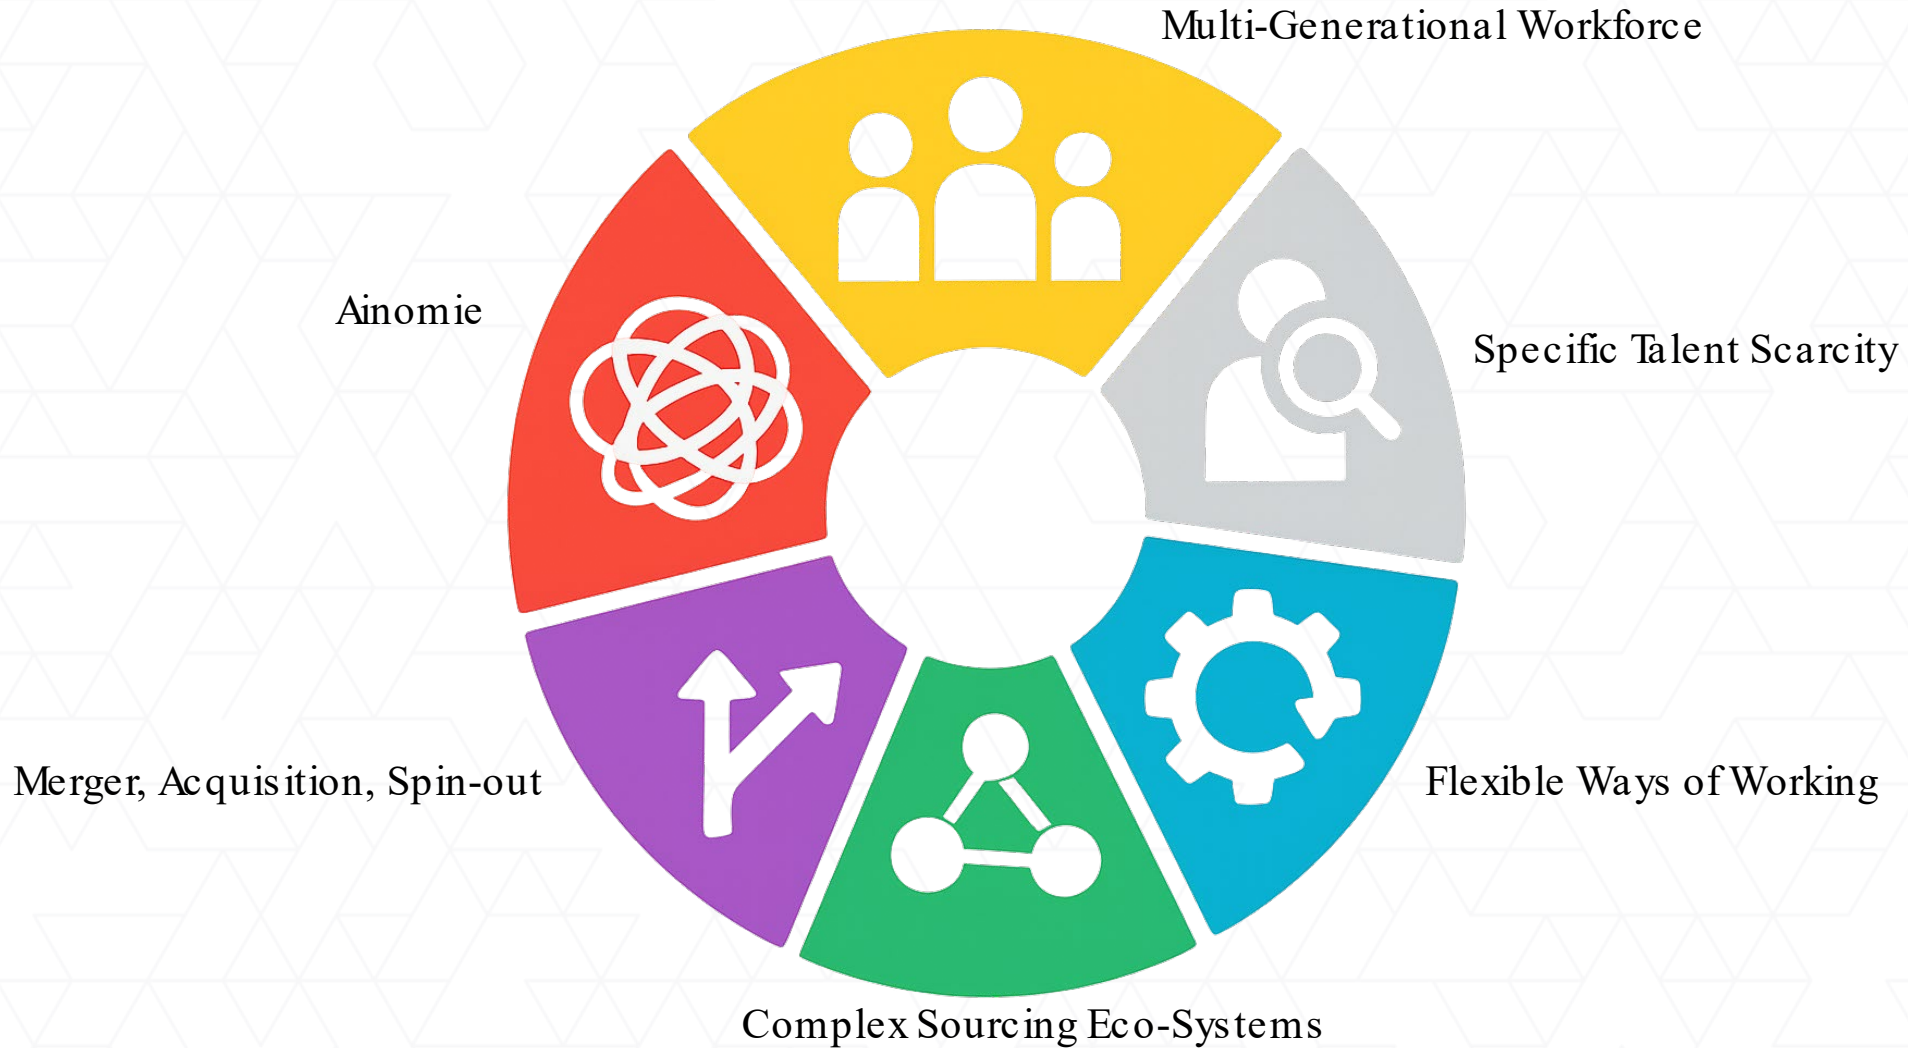 Multi-Generational Workforce
Ainomie
Specific Talent Scarcity
Merger, Acquisition, Spin-out
Flexible Ways of Working
Complex Sourcing Eco-Systems